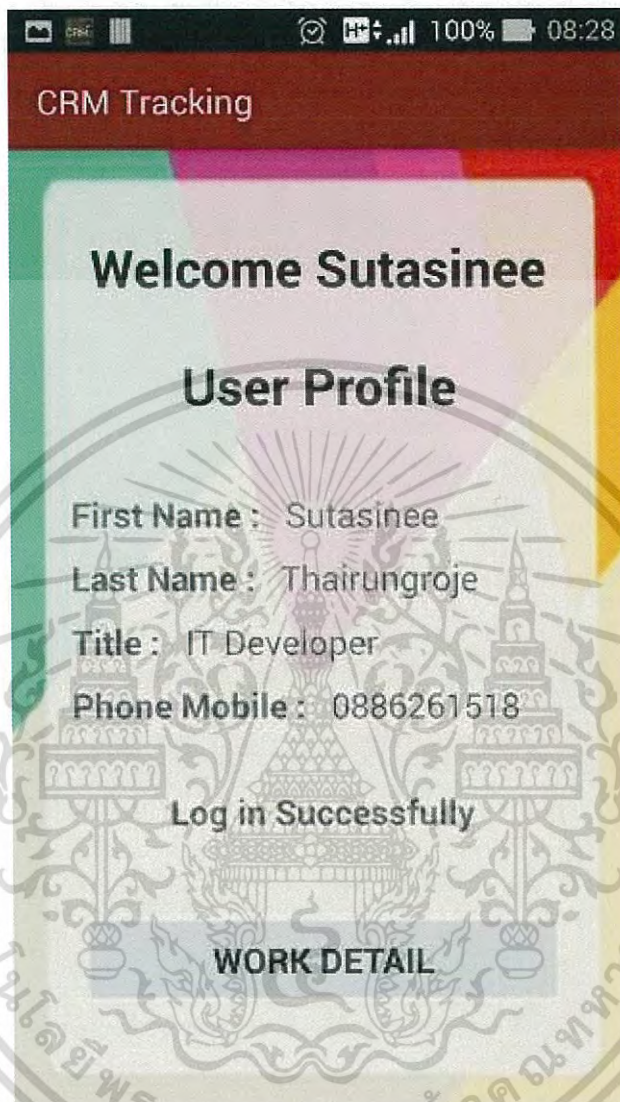 100% 08:28
CRM Tracking
Welcome Sutasinee
User Profile
First Name : Sutasinee
Last Name : Thairungroje
Title : IT Developer
Phone Mobile : 0886261518
Log in Successfully
WORK DETAIL